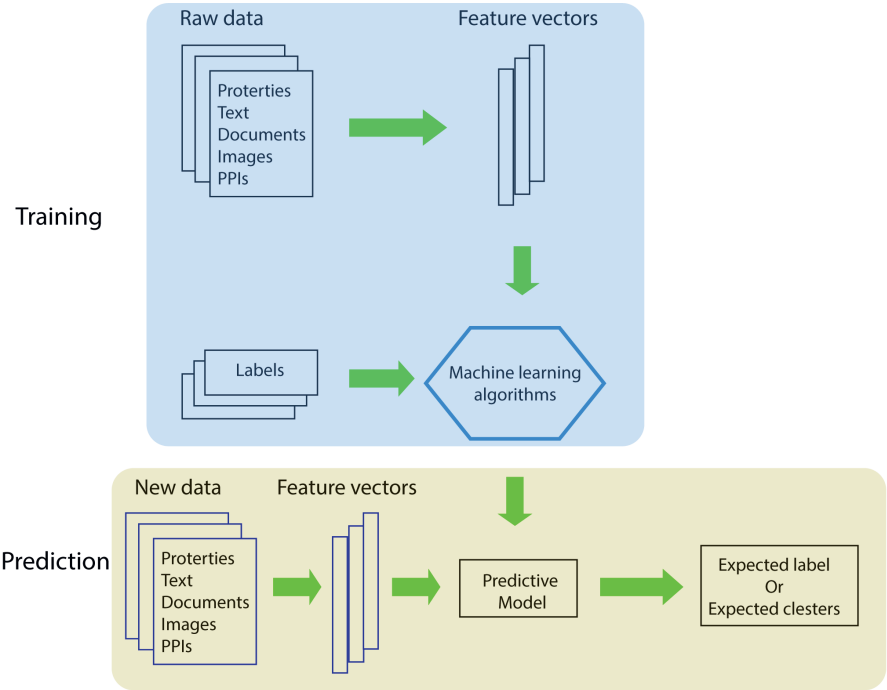 Raw data
Feature vectors
Proterties
Text
Documents
Images
PPIs
Training
Labels
Machine learning
algorithms
New data
Feature vectors
Prediction
Proterties
Text
Documents
Images
PPIs
Predictive
Model
Expected label
Or
Expected clesters